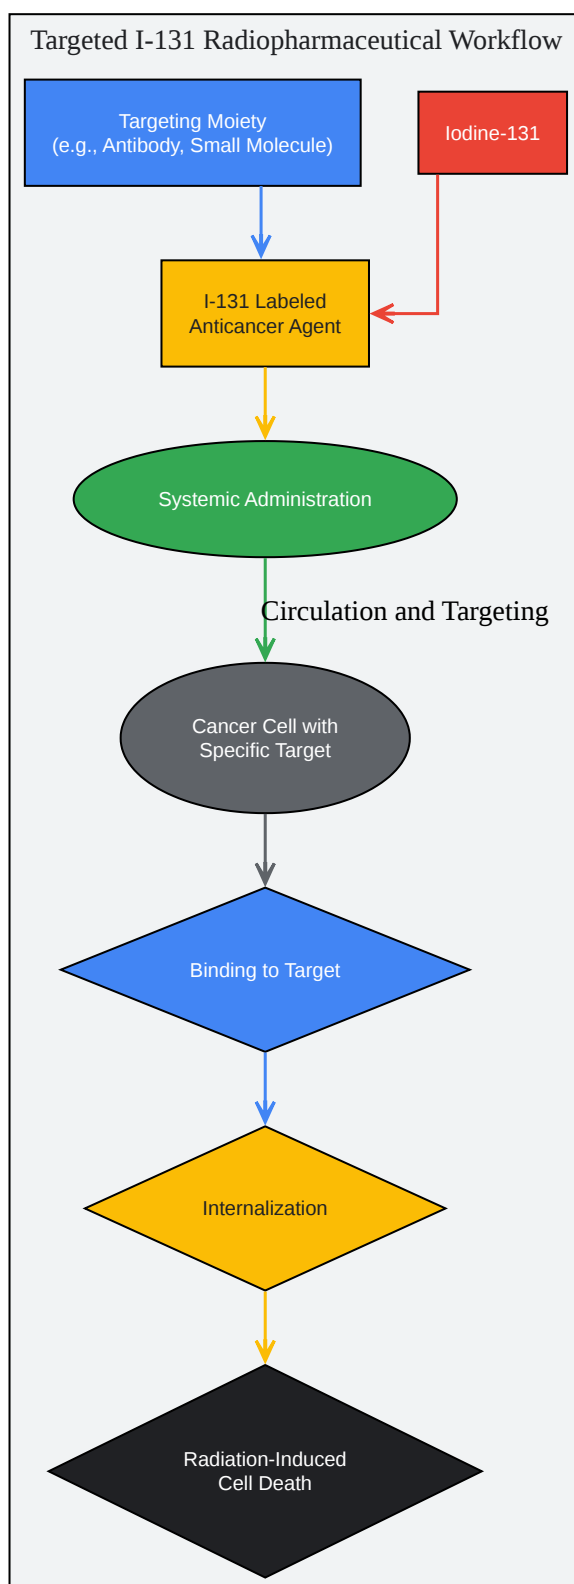 Targeted I-131 Radiopharmaceutical Workflow
Targeting Moiety
(e.g., Antibody, Small Molecule)
Iodine-131
I-131 Labeled
Anticancer Agent
Systemic Administration
Circulation and Targeting
Cancer Cell with
Specific Target
Binding to Target
Internalization
Radiation-Induced
Cell Death